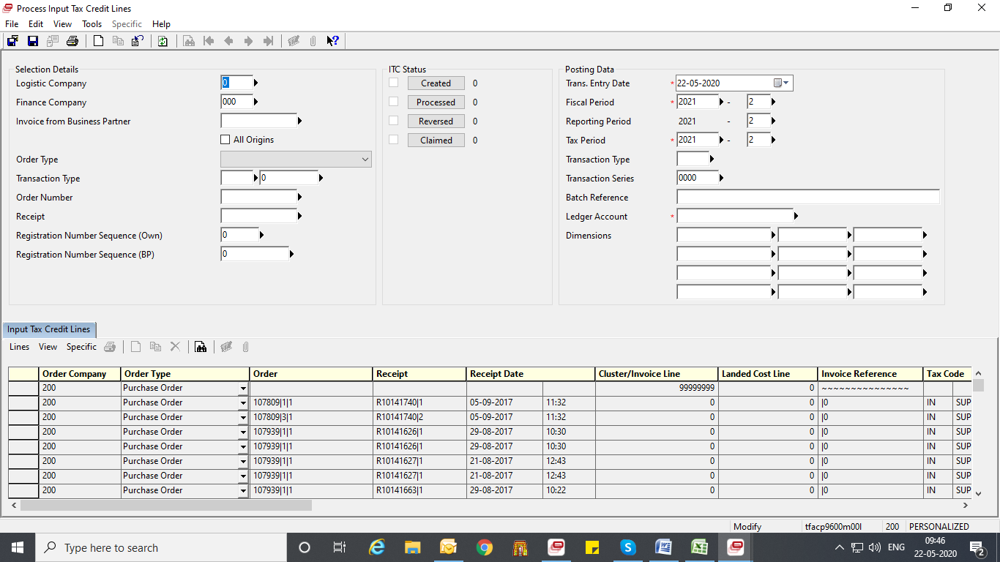 Process Input Tax Credit Lines
File Edit View Tools Specific Help
Selection Details
Logistic Company 0
Finance Company 000
Invoice from Business Partner
All Origins
Order Type
Transaction Type 0
Order Number
Receipt
Registration Number Sequence (Own) 0
Registration Number Sequence (BP) 0
ITC Status
Created 0
Processed 0
Reversed 0
Claimed 0
Posting Data
Trans. Entry Date * 22-05-2020
Fiscal Period * 2021 - 2
Reporting Period 2021 - 2
Tax Period * 2021 - 2
Transaction Type
Transaction Series 0000
Batch Reference
Ledger Account *
Dimensions
Input Tax Credit Lines
Lines View Specific
Order Company Order Type Order Receipt Receipt Date Cluster/Invoice Line Landed Cost Line Invoice Reference Tax Code
200 Purchase Order 99999999 0 ~~~~~~~~~~~~~~~
200 Purchase Order 107809|1|1 R10141740|1 05-09-2017 11:32 0 0 |0 IN SUP
200 Purchase Order 107809|3|1 R10141740|2 05-09-2017 11:32 0 0 |0 IN SUP
200 Purchase Order 107939|1|1 R10141626|1 29-08-2017 10:30 0 0 |0 IN SUP
200 Purchase Order 107939|1|1 R10141626|1 29-08-2017 10:30 0 0 |0 IN SUP
200 Purchase Order 107939|1|1 R10141627|1 21-08-2017 12:43 0 0 |0 IN SUP
200 Purchase Order 107939|1|1 R10141627|1 21-08-2017 12:43 0 0 |0 IN SUP
200 Purchase Order 107939|1|1 R10141663|1 29-08-2017 10:22 0 0 |0 IN SUP
Modify tfacp9600m00l 200 PERSONALIZED
Type here to search
ENG
09:46
22-05-2020
2